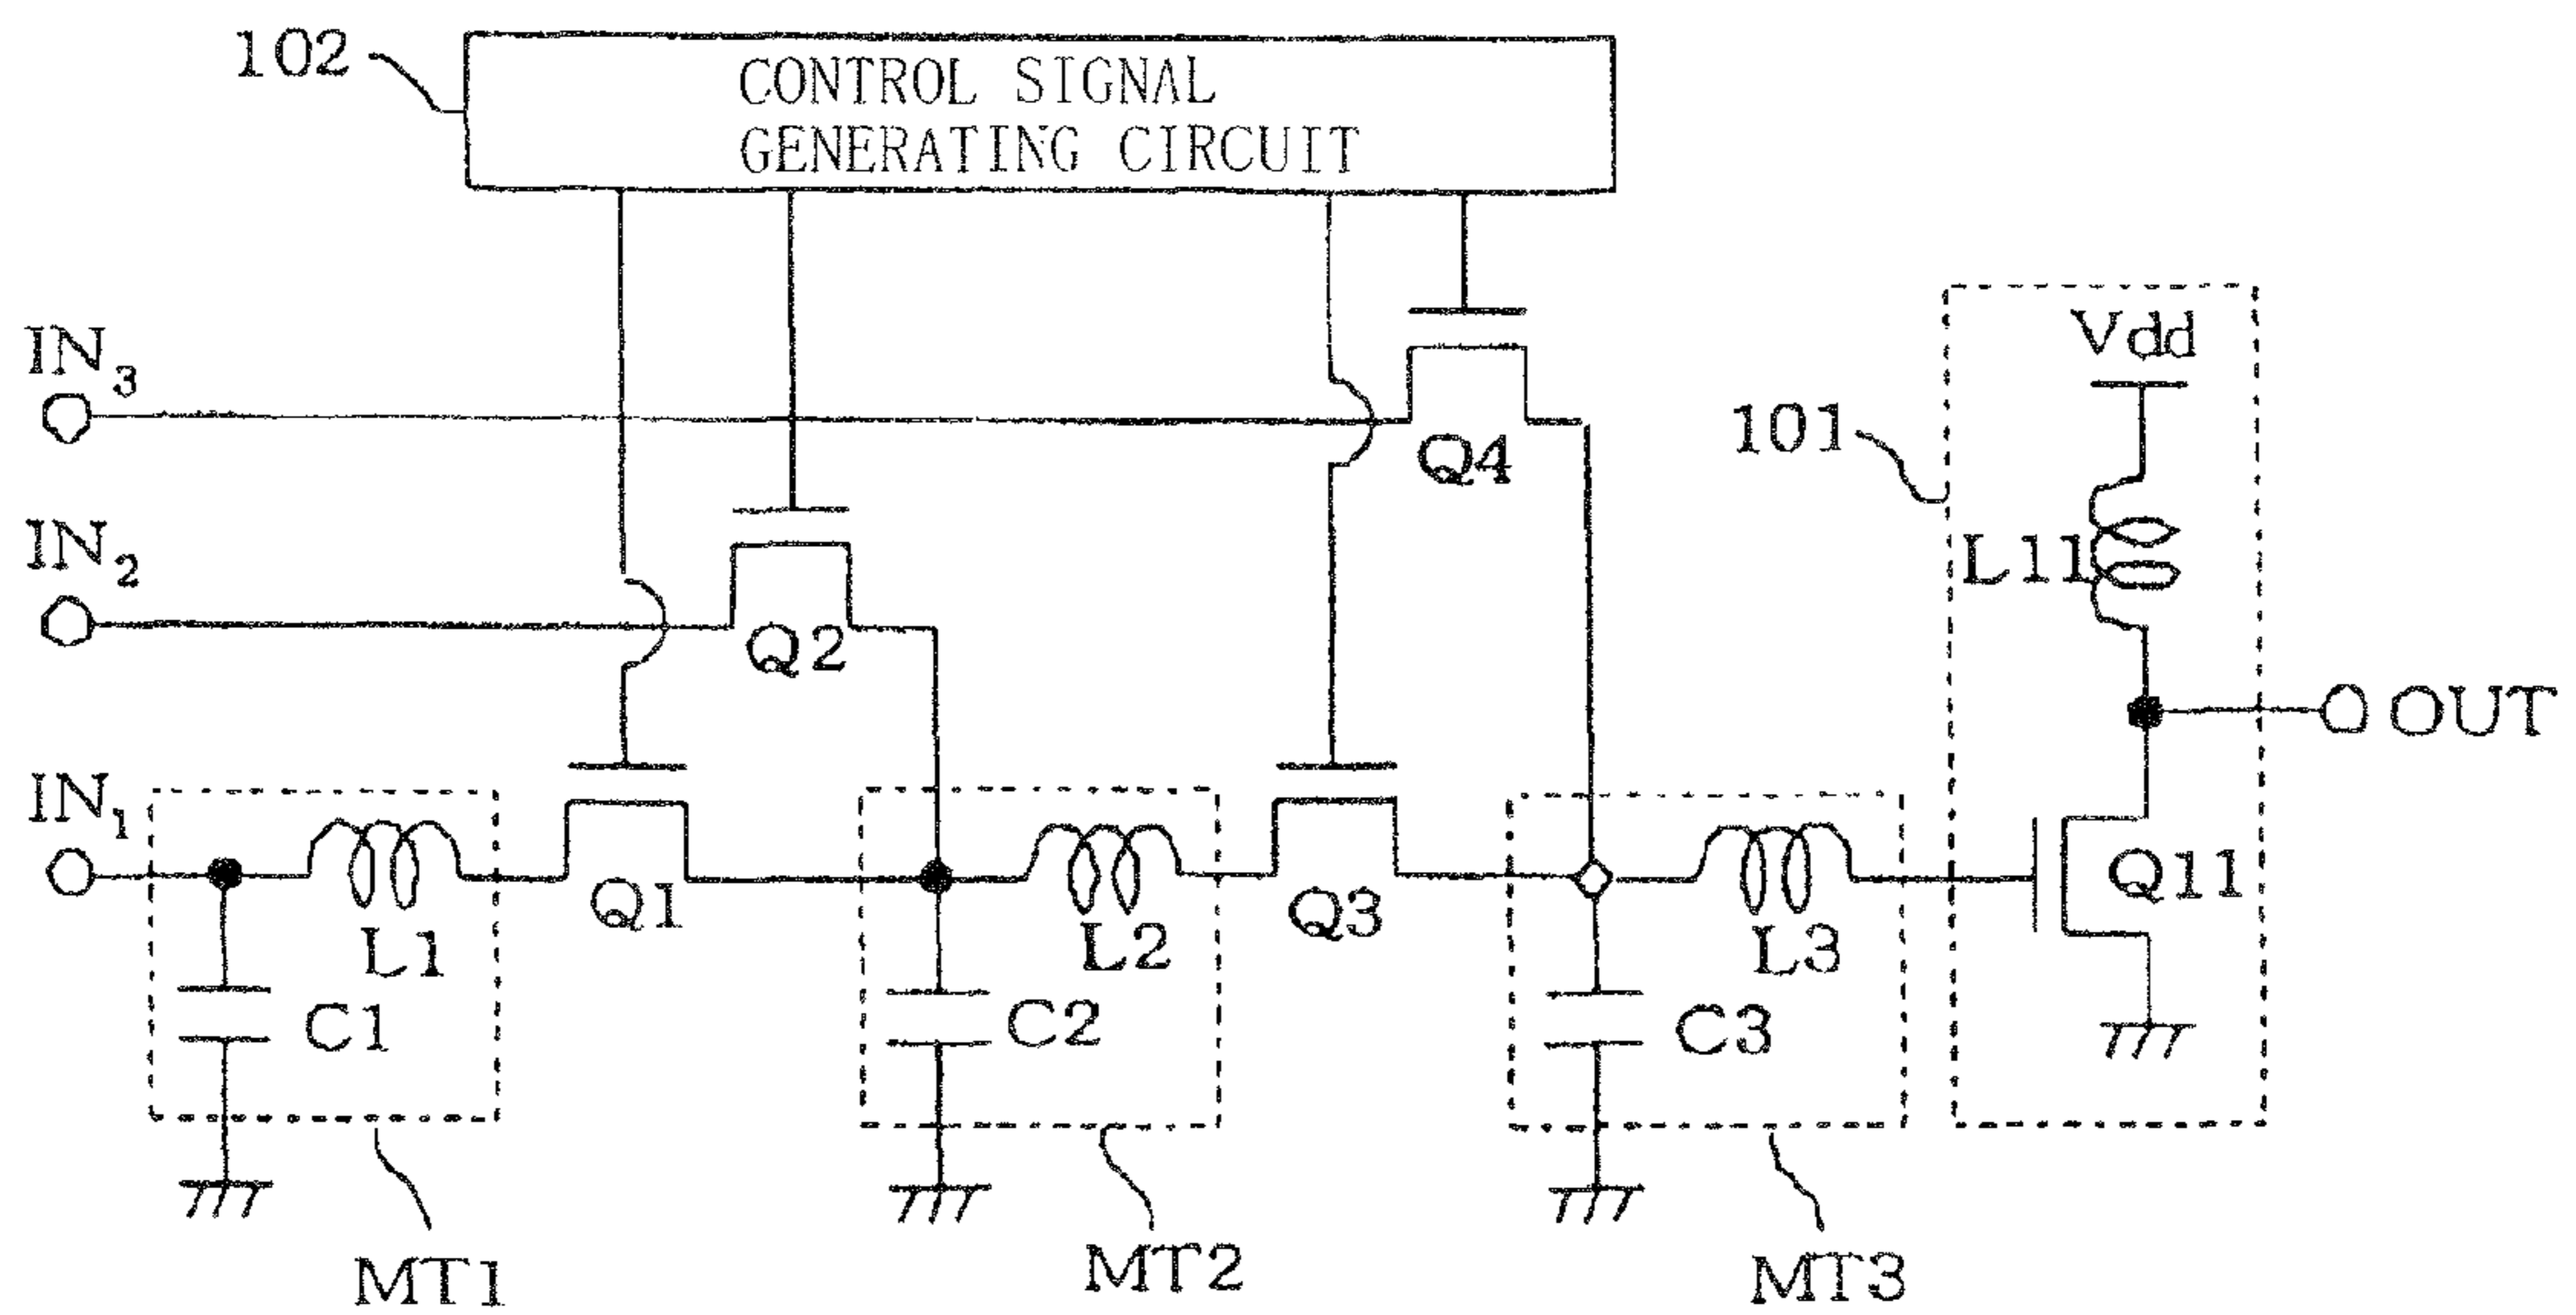 102
CONTROL SIGNAL
GENERATING CIRCUIT
IN3
Q4
101
Vdd
L11
IN2
Q2
OUT
IN1
Q1
L1
C1
L2
C2
Q3
L3
C3
Q11
MT1
MT2
MT3